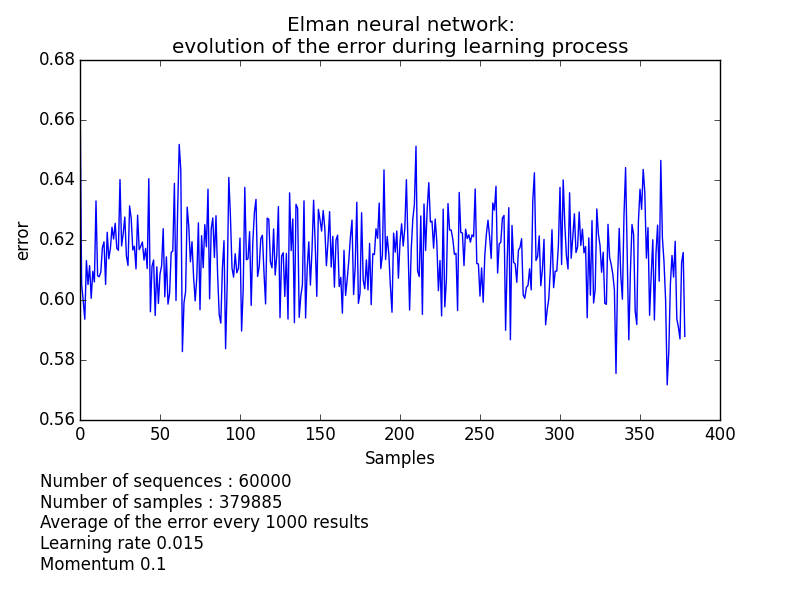 Elman neural network:
evolution of the error during learning process
0.68
0.66
0.64
0.62
0.60
0.58
0.56
error
0 50 100 150 200 250 300 350 400
Samples
Number of sequences : 60000
Number of samples : 379885
Average of the error every 1000 results
Learning rate 0.015
Momentum 0.1